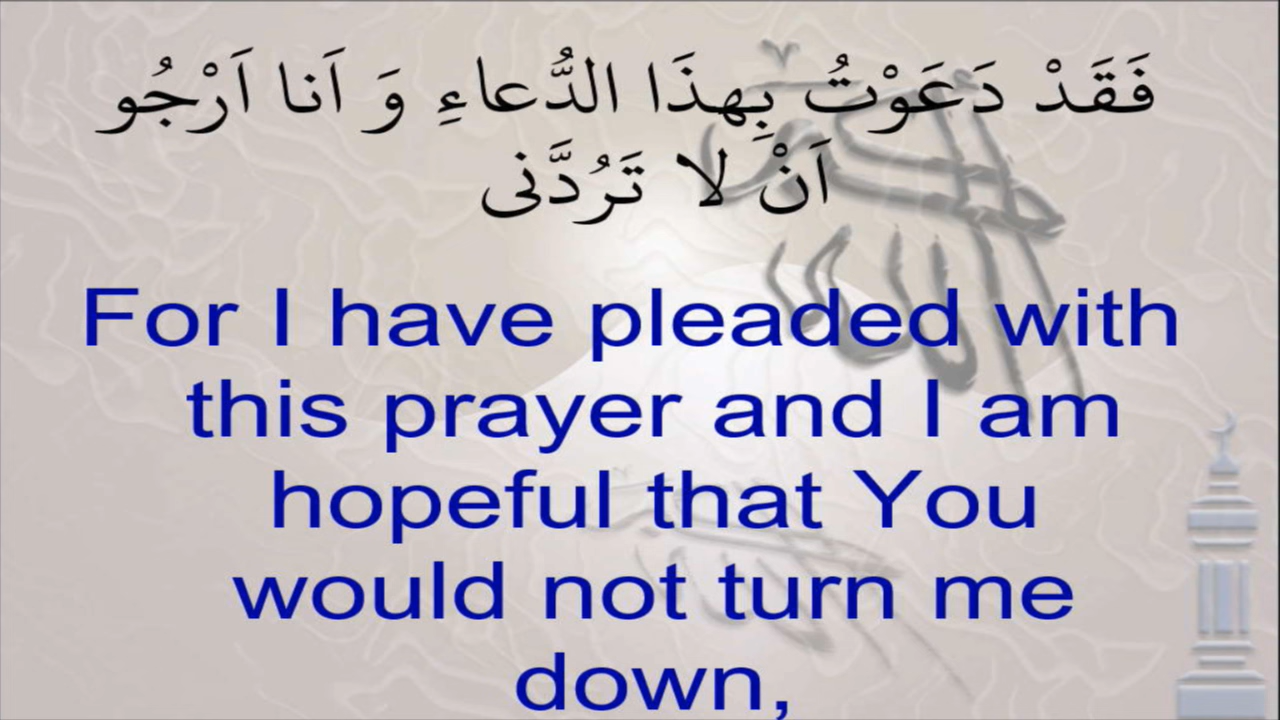 فَقَدْ دَعَوْتُ بِهذَا الدُّعاءِ وَ اَنا اَرْجُو
اَنْ لا تَرُدَّنى
For I have pleaded with
this prayer and I am
hopeful that You
would not turn me
down,